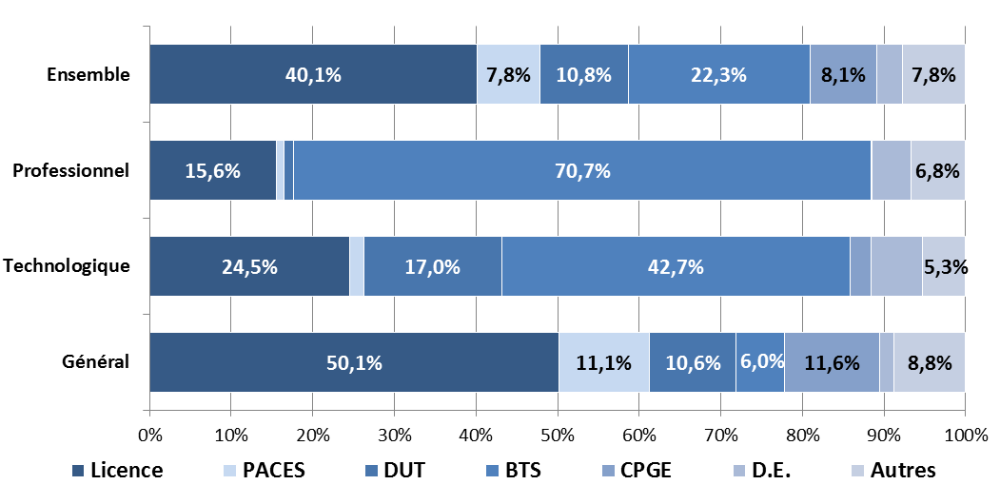 Ensemble 40,1% 7,8% 10,8% 22,3% 8,1% 7,8%
Professionnel 15,6% 70,7% 6,8%
Technologique 24,5% 17,0% 42,7% 5,3%
Général 50,1% 11,1% 10,6% 6,0% 11,6% 8,8%
0% 10% 20% 30% 40% 50% 60% 70% 80% 90% 100%
Licence PACES DUT BTS CPGE D.E. Autres